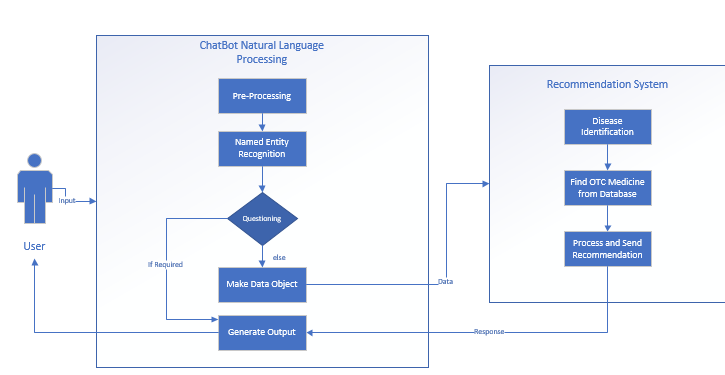 ChatBot Natural Language
Processing
Pre-Processing
Named Entity
Recognition
Questioning
else
If Required
Make Data Object
Generate Output
Input
User
Data
Response
Recommendation System
Disease
Identification
Find OTC Medicine
from Database
Process and Send
Recommendation